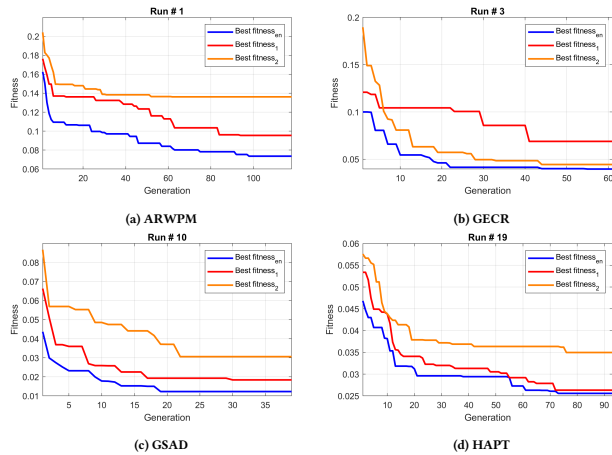 Run # 1
Best fitness_en
Best fitness_1
Best fitness_2
Fitness
0.2
0.18
0.16
0.14
0.12
0.1
0.08
0.06
20 40 60 80 100
Generation
(a) ARWPM
Run # 3
Best fitness_en
Best fitness_1
Best fitness_2
Fitness
0.2
0.15
0.1
0.05
10 20 30 40 50 60
Generation
(b) GECR
Run # 10
Best fitness_en
Best fitness_1
Best fitness_2
Fitness
0.08
0.07
0.06
0.05
0.04
0.03
0.02
0.01
5 10 15 20 25 30 35
Generation
(c) GSAD
Run # 19
Best fitness_en
Best fitness_1
Best fitness_2
Fitness
0.06
0.055
0.05
0.045
0.04
0.035
0.03
0.025
10 20 30 40 50 60 70 80 90
Generation
(d) HAPT